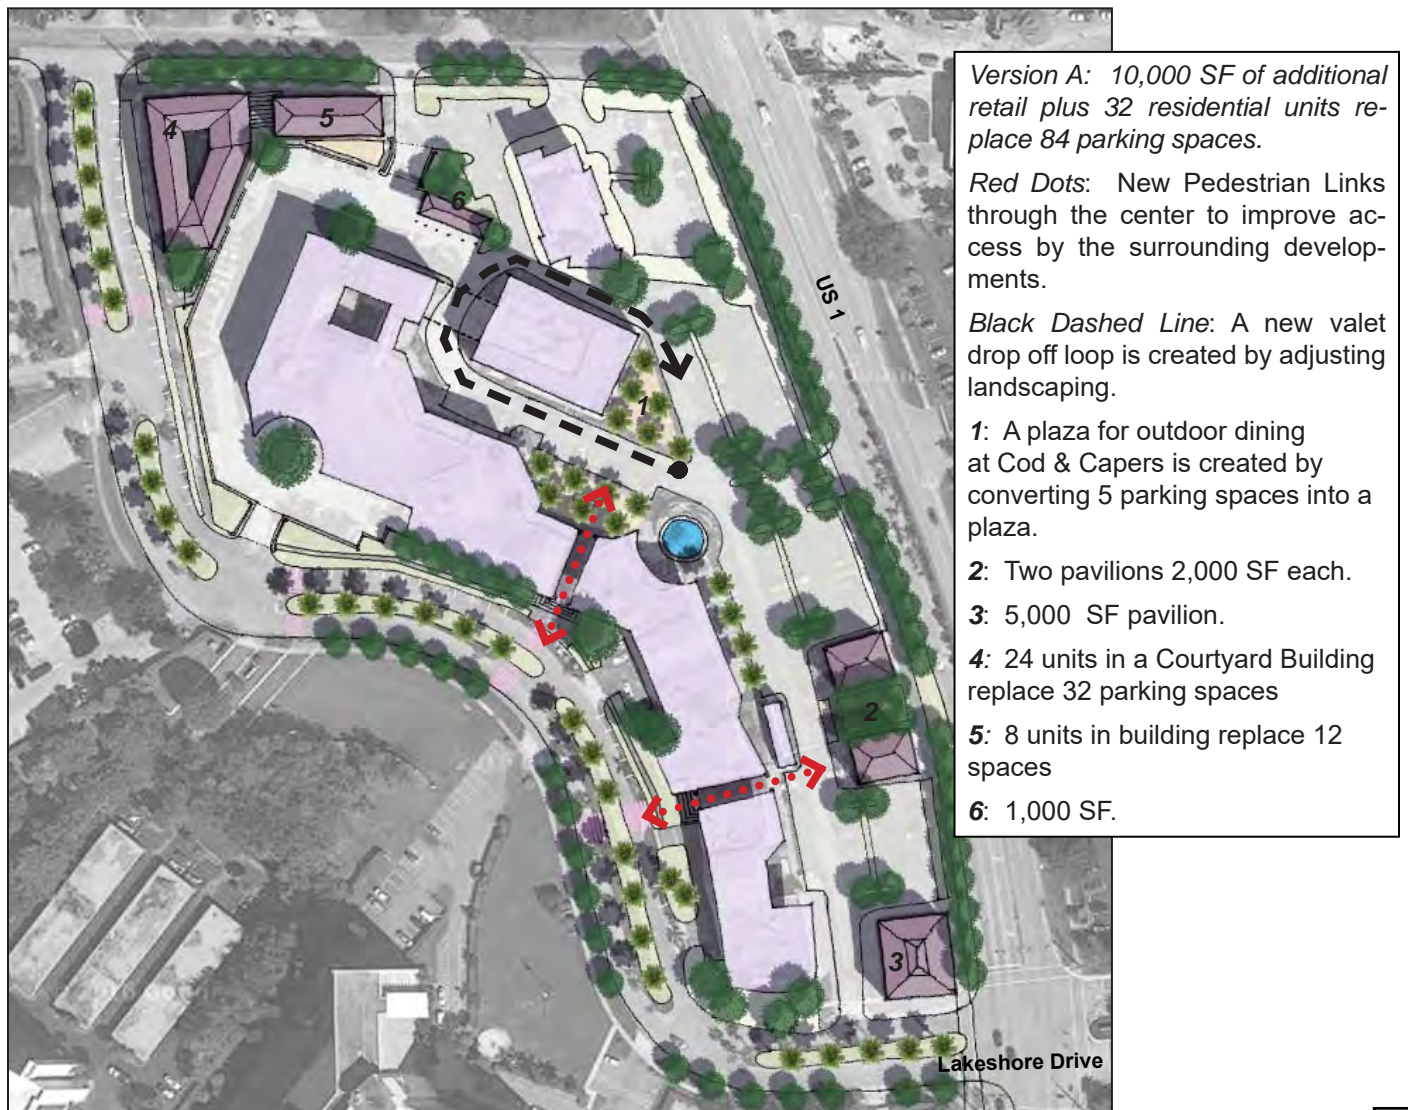 Version A: 10,000 SF of additional
retail plus 32 residential units re-
place 84 parking spaces.
Red Dots: New Pedestrian Links
through the center to improve ac-
cess by the surrounding develop-
ments.
Black Dashed Line: A new valet
drop off loop is created by adjusting
landscaping.
1: A plaza for outdoor dining
at Cod & Capers is created by
converting 5 parking spaces into a
plaza.
2: Two pavilions 2,000 SF each.
3: 5,000 SF pavilion.
4: 24 units in a Courtyard Building
replace 32 parking spaces
5: 8 units in building replace 12
spaces
6: 1,000 SF.
4
5
6
US 1
1
2
3
Lakeshore Drive